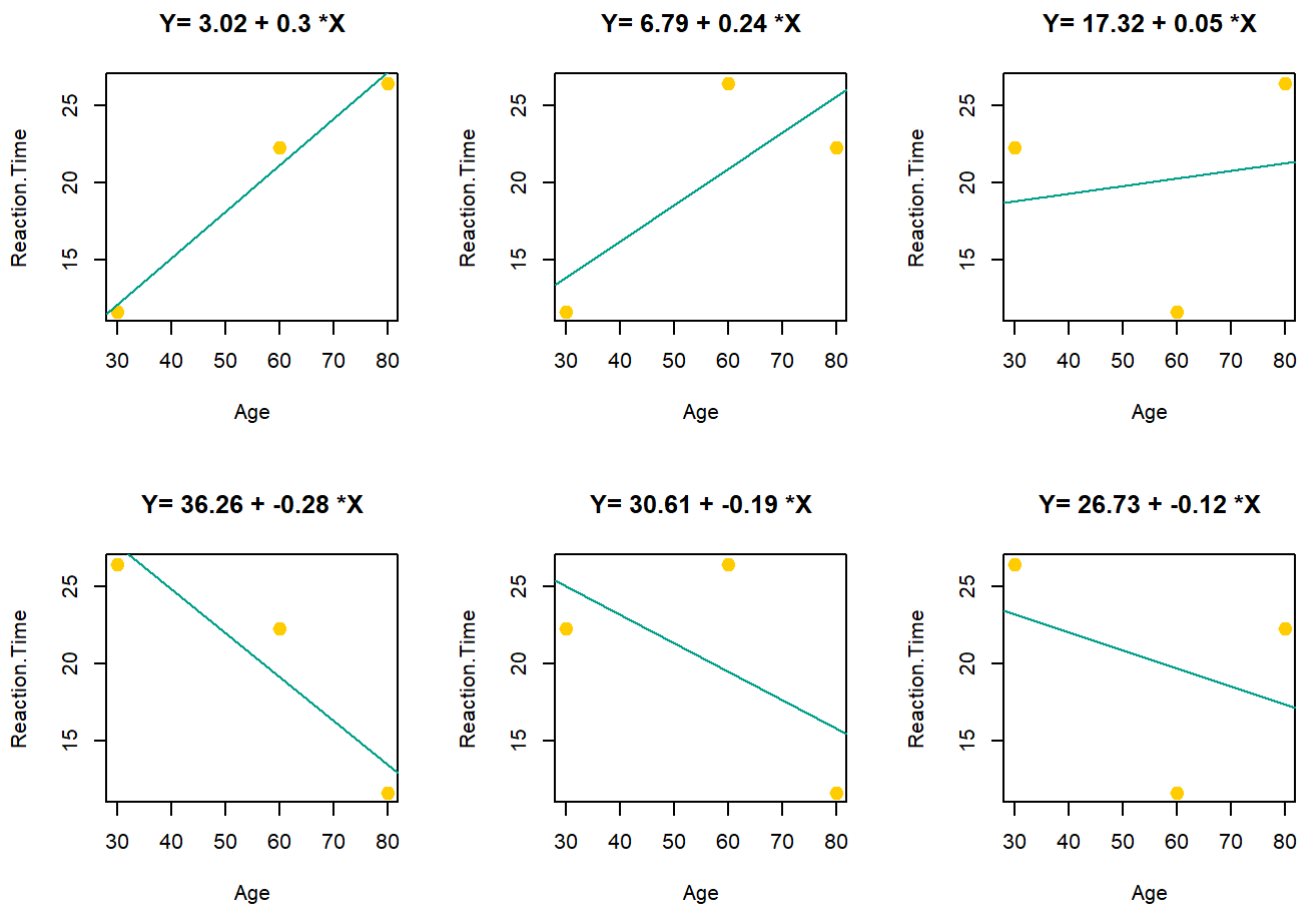 Y= 3.02 + 0.3 *X
Reaction.Time
25
20
15
30 40 50 60 70 80
Age
Y= 6.79 + 0.24 *X
Reaction.Time
25
20
15
30 40 50 60 70 80
Age
Y= 17.32 + 0.05 *X
Reaction.Time
25
20
15
30 40 50 60 70 80
Age
Y= 36.26 + -0.28 *X
Reaction.Time
25
20
15
30 40 50 60 70 80
Age
Y= 30.61 + -0.19 *X
Reaction.Time
25
20
15
30 40 50 60 70 80
Age
Y= 26.73 + -0.12 *X
Reaction.Time
25
20
15
30 40 50 60 70 80
Age